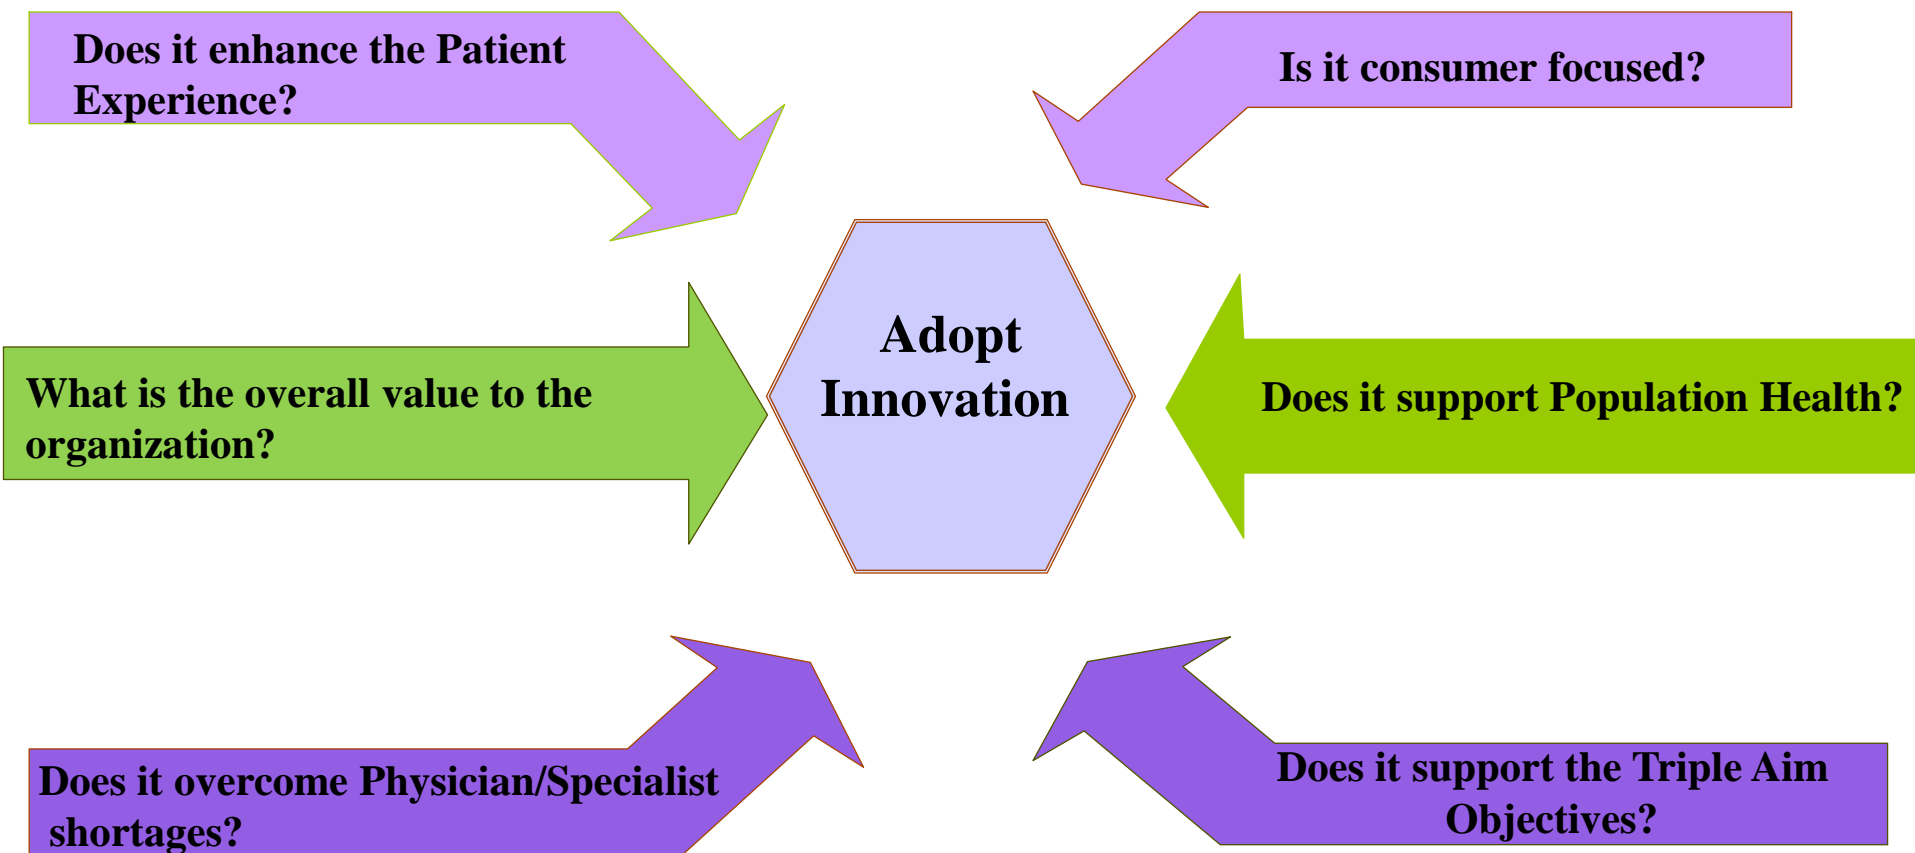 Does it enhance the Patient
Experience?
Is it consumer focused?
Adopt
Innovation
What is the overall value to the
organization?
Does it support Population Health?
Does it overcome Physician/Specialist
shortages?
Does it support the Triple Aim
Objectives?